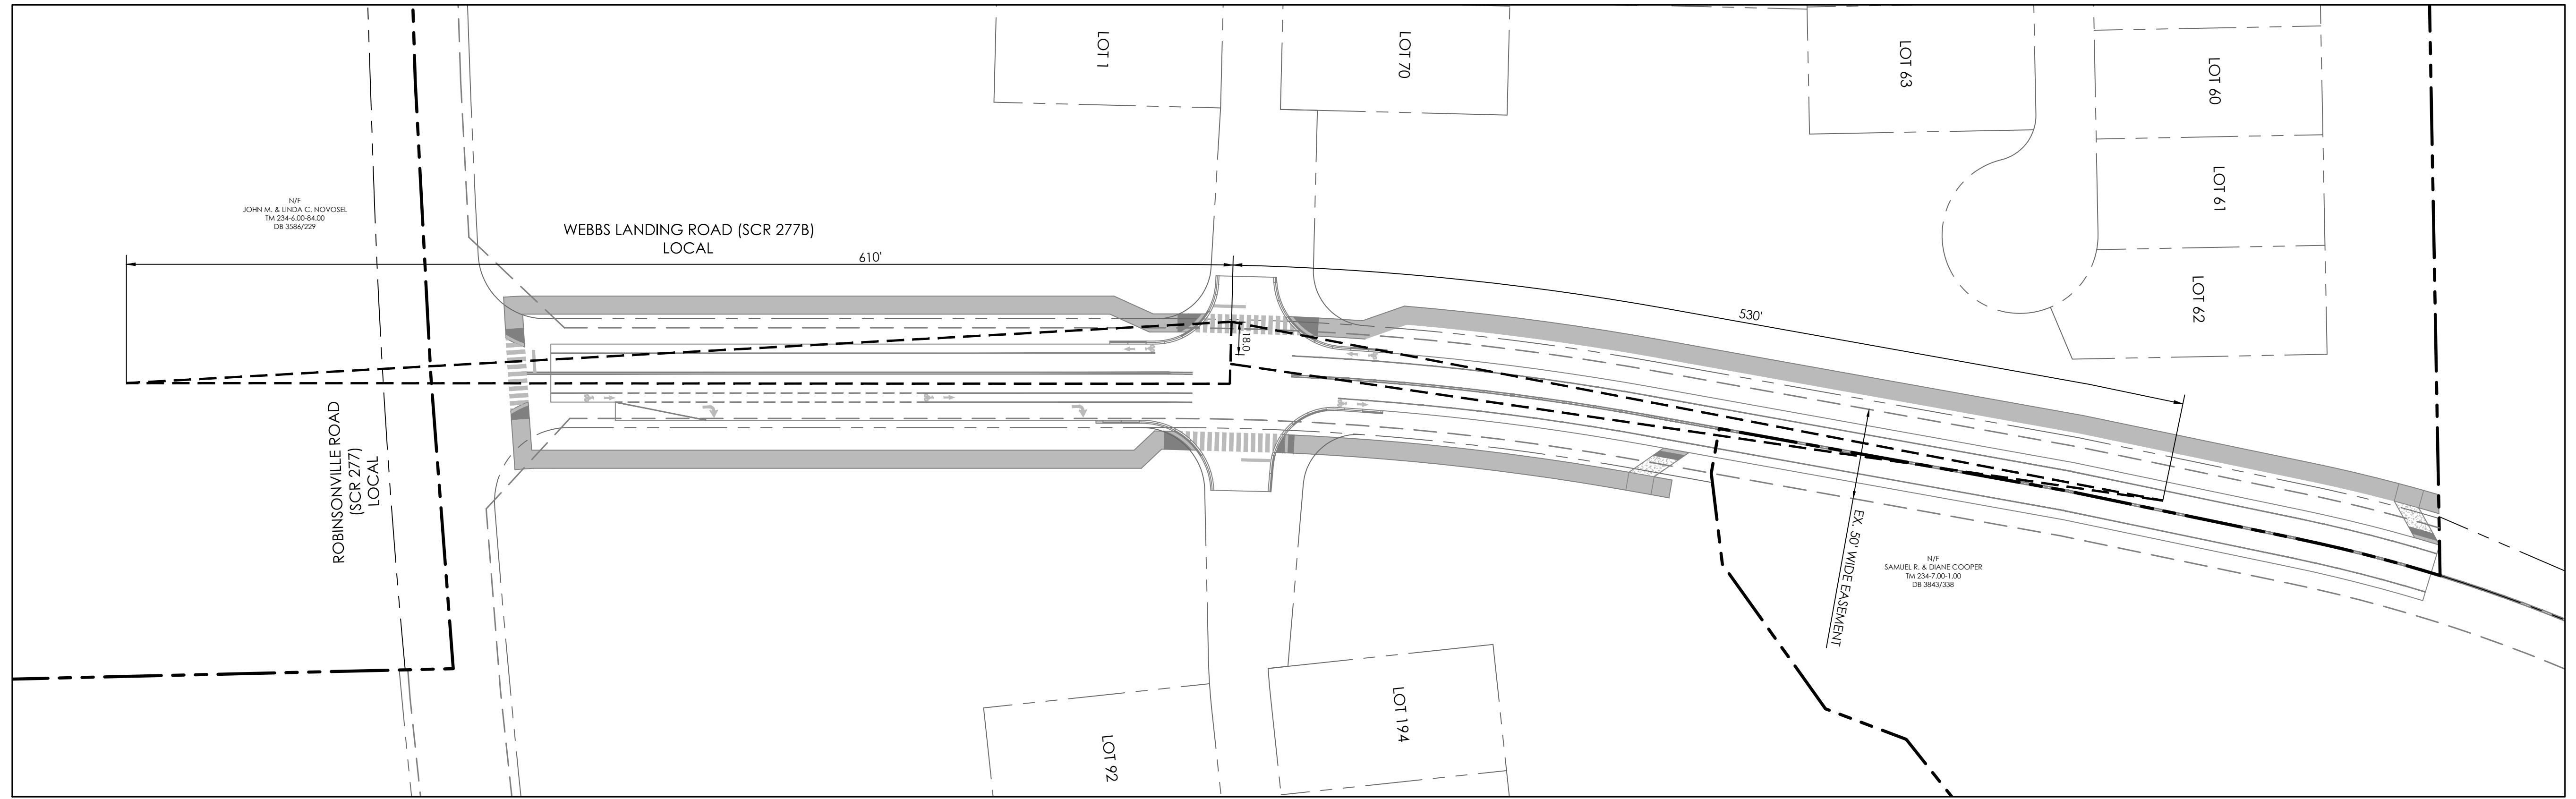 LOT 1
LOT 70
LOT 63
LOT 60
LOT 61
LOT 62
N/F
JOHN M. & LINDA C. NOVOSEL
TM 234-6.00-84.00
DB 3586/229
WEBBS LANDING ROAD (SCR 277B)
LOCAL
610'
530'
18.0
ROBINSONVILLE ROAD
(SCR 277)
LOCAL
EX. 50' WIDE EASEMENT
N/F
SAMUEL R. & DIANE COOPER
TM 234-7.00-1.00
DB 3843/338
LOT 92
LOT 194